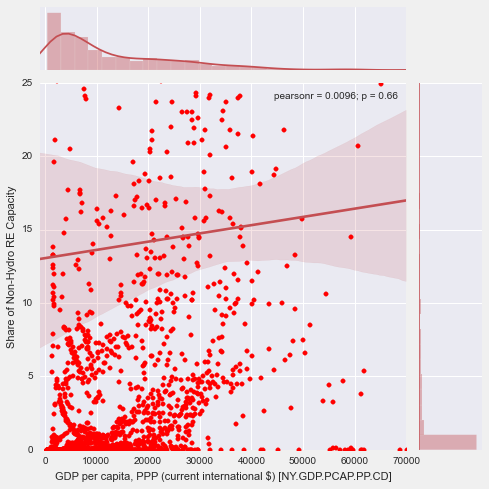 25
pearsonr = 0.0096; p = 0.66
20
15
10
5
0
Share of Non-Hydro RE Capacity
0 10000 20000 30000 40000 50000 60000 70000
GDP per capita, PPP (current international $) [NY.GDP.PCAP.PP.CD]